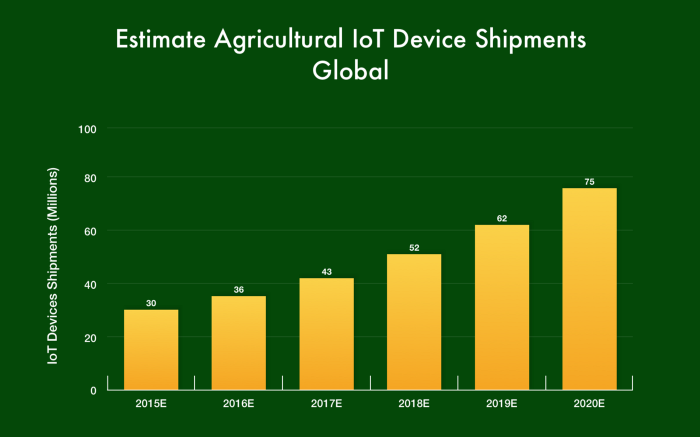 Estimate Agricultural IoT Device Shipments
Global
IoT Devices Shipments (Millions)
100
80
60
40
20
0
30
36
43
52
62
75
2015E
2016E
2017E
2018E
2019E
2020E